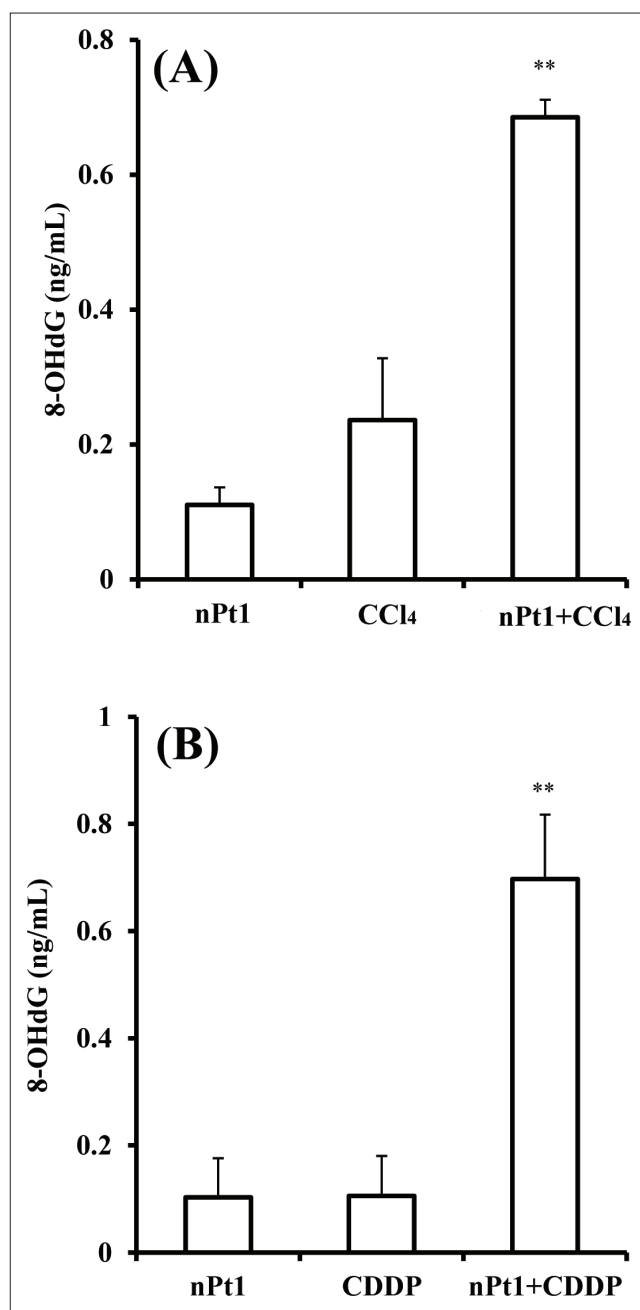 (A)
**
0.8
0.6
0.4
0.2
0
8-OHdG (ng/mL)
nPt1 CCl₄ nPt1+CCl₄
(B)
**
1
0.8
0.6
0.4
0.2
0
8-OHdG (ng/mL)
nPt1 CDDP nPt1+CDDP